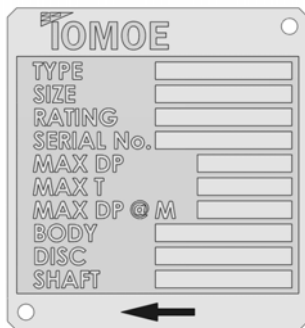 TOMOE
TYPE
SIZE
RATING
SERIAL No.
MAX DP
MAX T
MAX DP @ M
BODY
DISC
SHAFT